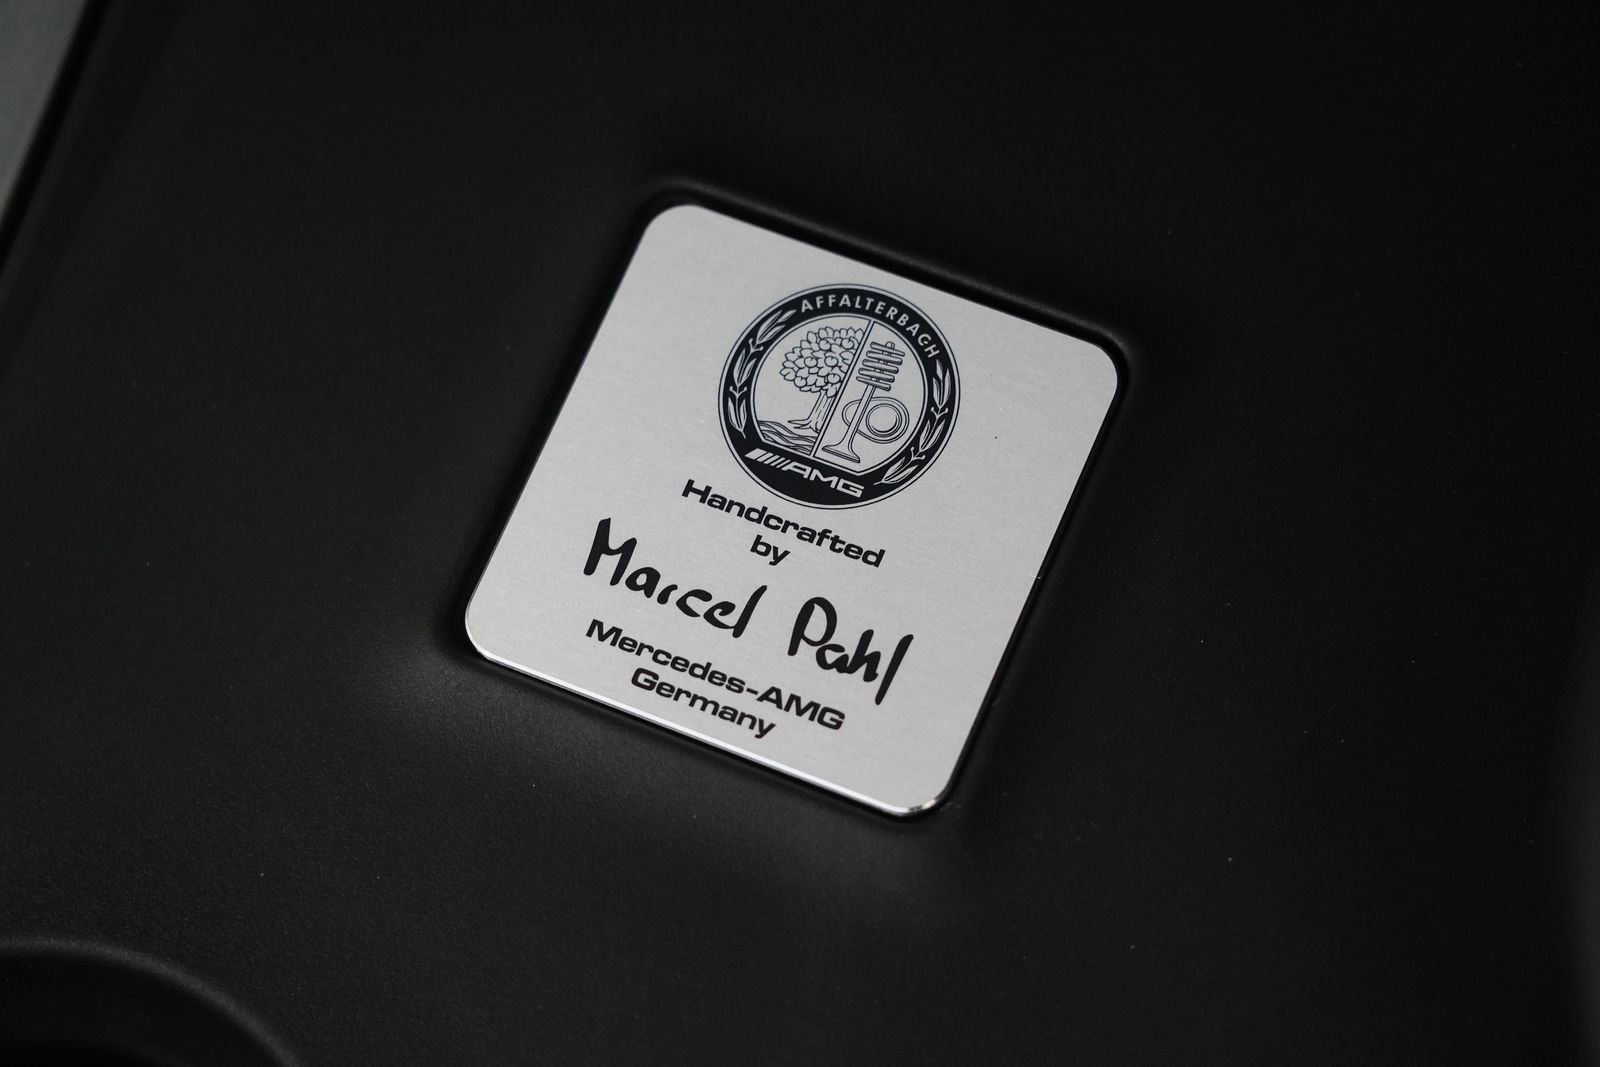 AFFALTERBACH
AMG
Handcrafted
by
Marcel Pahl
Mercedes-AMG
Germany